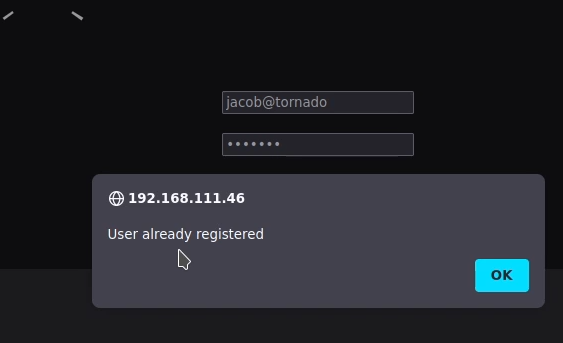 jacob@tornado
•••••••
192.168.111.46
User already registered
OK